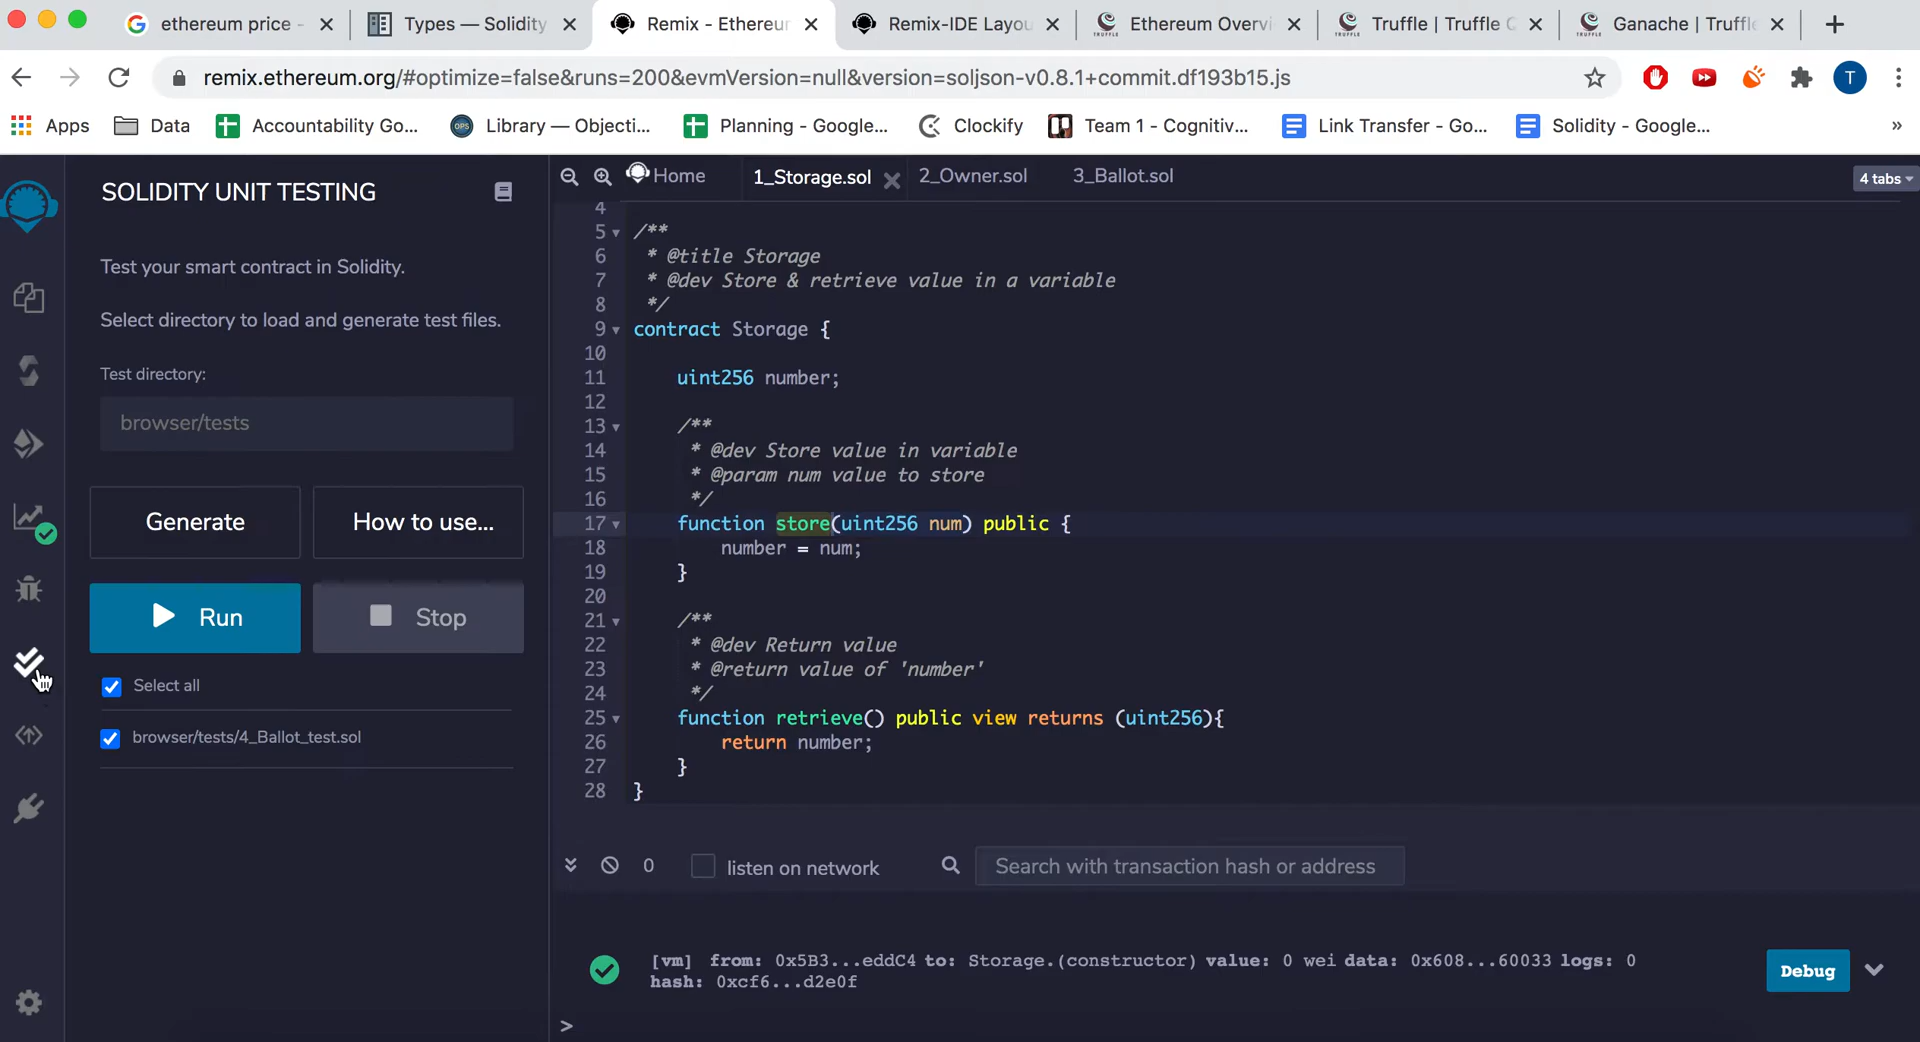 ethereum price -
Types — Solidity
Remix - Ethereum
Remix-IDE Layou
Ethereum Overvi
Truffle | Truffle
Ganache | Truffl
remix.ethereum.org/#optimize=false&runs=200&evmVersion=null&version=soljson-v0.8.1+commit.df193b15.js
T
Apps
Data
Accountability Go...
Library — Objecti...
Planning - Google...
Clockify
Team 1 - Cognitiv...
Link Transfer - Go...
Solidity - Google...
»
SOLIDITY UNIT TESTING
Test your smart contract in Solidity.
Select directory to load and generate test files.
Test directory:
browser/tests
Generate
How to use...
Run
Stop
Select all
browser/tests/4_Ballot_test.sol
Home
1_Storage.sol
2_Owner.sol
3_Ballot.sol
4 tabs
4
5 /**
6 * @title Storage
7 * @dev Store & retrieve value in a variable
8 */
9 contract Storage {
10
11 uint256 number;
12
13 /**
14 * @dev Store value in variable
15 * @param num value to store
16 */
17 function store(uint256 num) public {
18 number = num;
19 }
20
21 /**
22 * @dev Return value
23 * @return value of 'number'
24 */
25 function retrieve() public view returns (uint256){
26 return number;
27 }
28 }
0
listen on network
Search with transaction hash or address
[vm] from: 0x5B3...eddC4 to: Storage.(constructor) value: 0 wei data: 0x608...60033 logs: 0
hash: 0xcf6...d2e0f
Debug
>